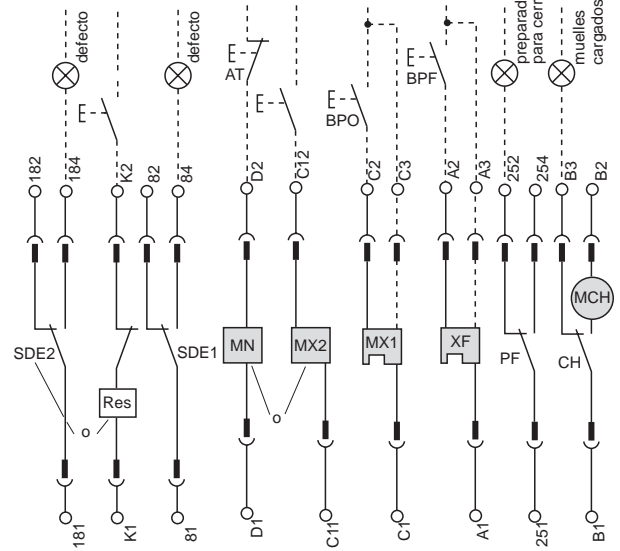 defecto
defecto
preparad
para cerr
muelles
cargados
AT
BPO
BPF
182
184
K2
82
84
D2
C12
C2
C3
A2
A3
252
254
B3
B2
MCH
SDE2
SDE1
MN
MX2
MX1
XF
PF
CH
Res
o
o
181
K1
81
D1
C11
C1
A1
251
B1